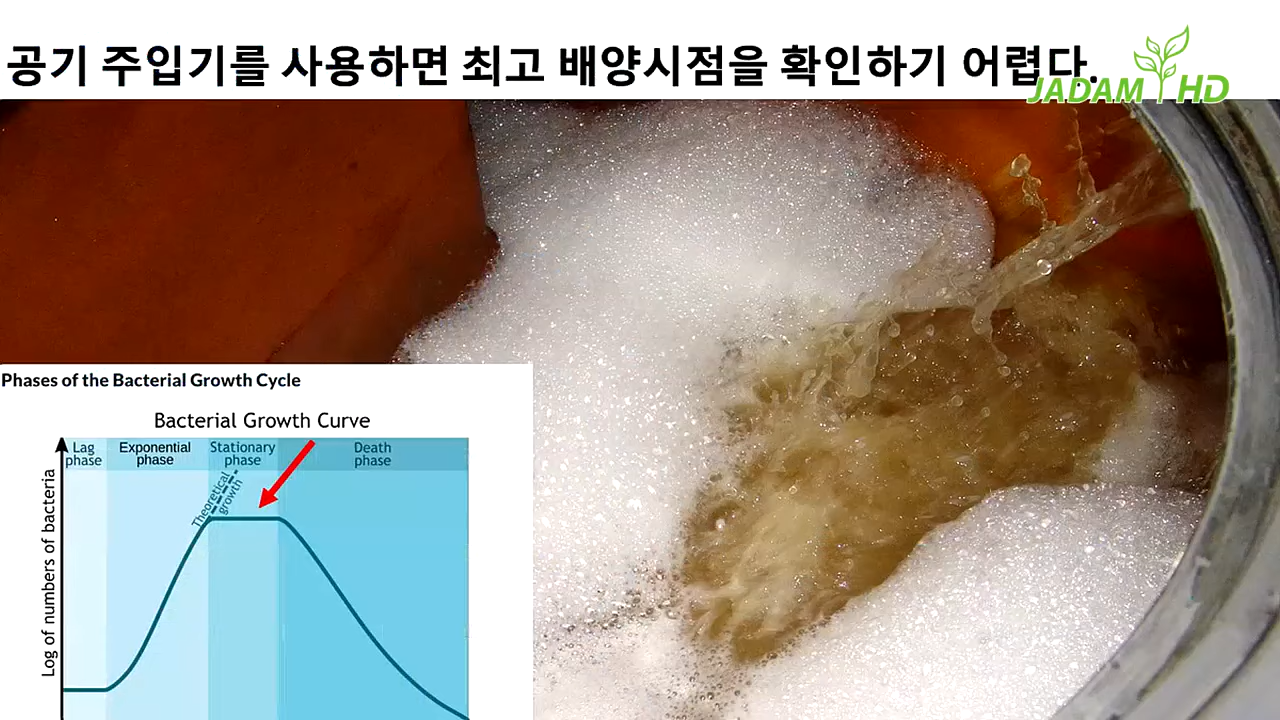 공기 주입기를 사용하면 최고 배양시점을 확인하기 어렵다.
JADAM HD
Phases of the Bacterial Growth Cycle
Bacterial Growth Curve
Lag phase
Exponential phase
Stationary phase
Death phase
Theoretical growth
Log of numbers of bacteria